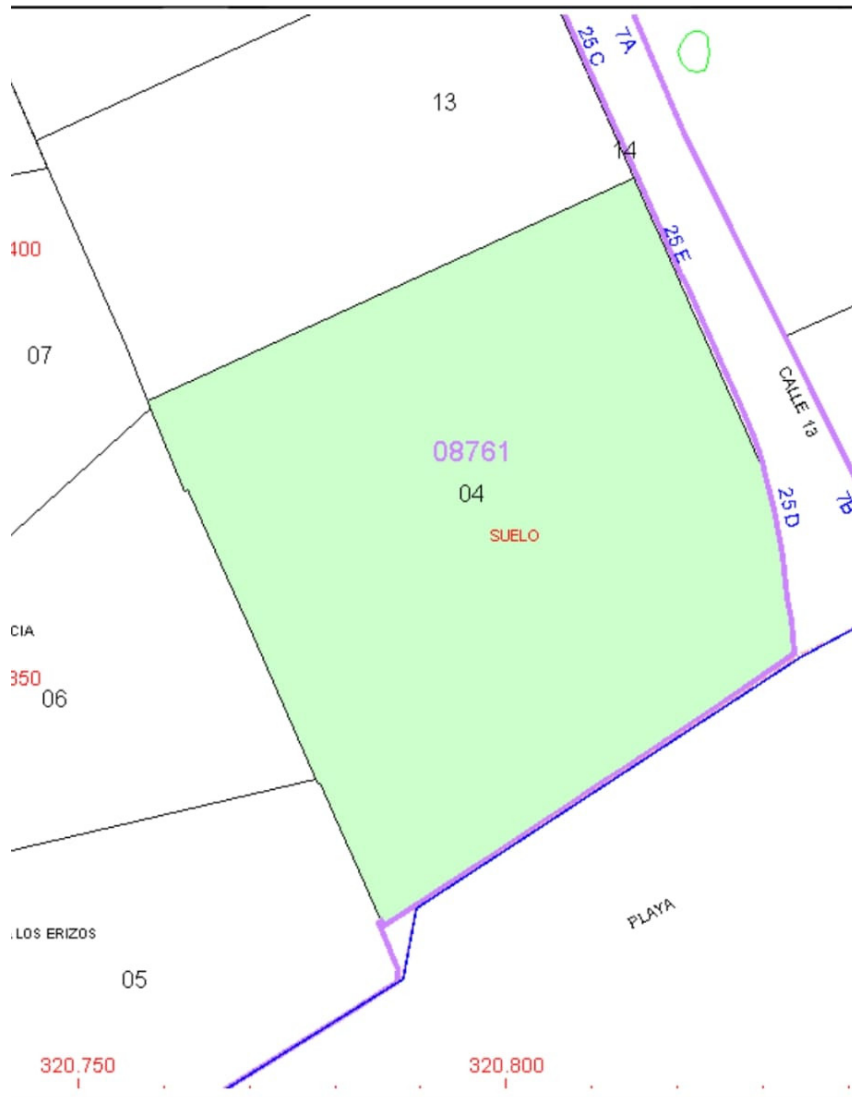 25 C
7A
13
14
25 E
400
07
CALLE 13
08761
04
25 D
7B
SUELO
CIA
350
06
PLAYA
LOS ERIZOS
05
320.750
320.800